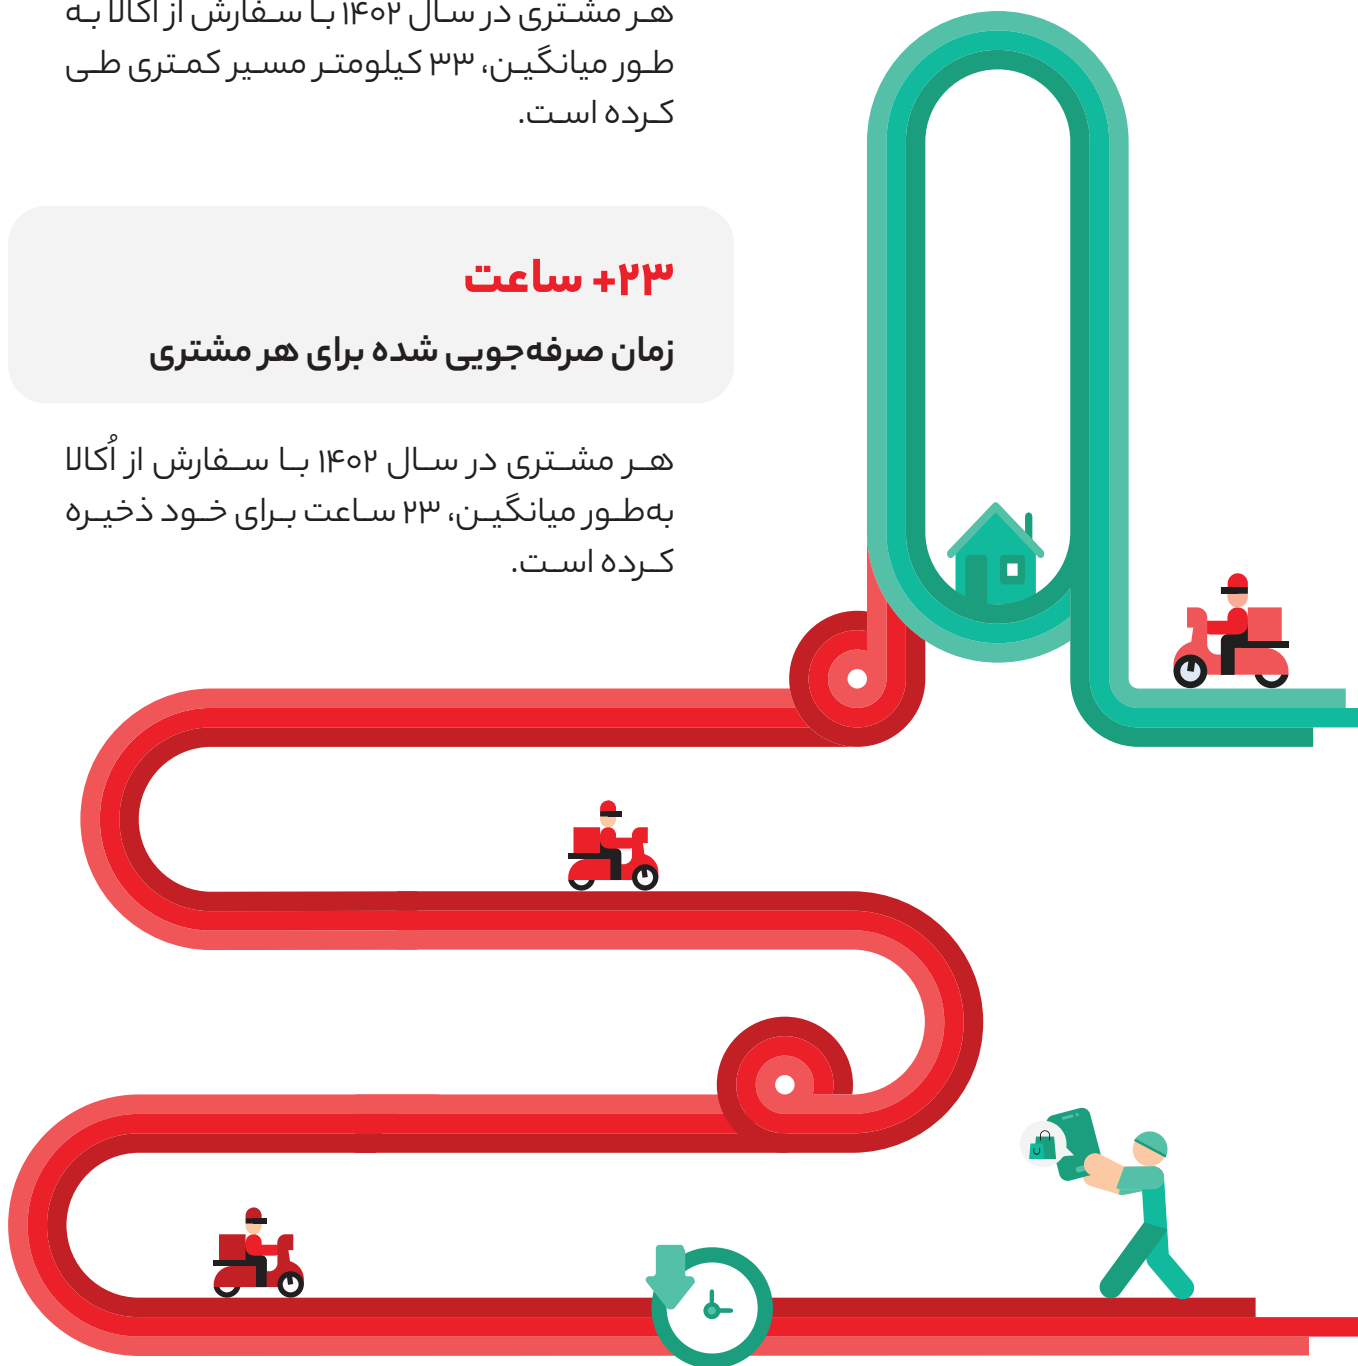 هر مشتری در سال ۱۴۰۲ با سفارش از اُکالا به
طور میانگین، ۳۳ کیلومتر مسیر کمتری طی
کرده است.
۲۳+ ساعت
زمان صرفه‌جویی شده برای هر مشتری
هر مشتری در سال ۱۴۰۲ با سفارش از اُکالا
به‌طور میانگین، ۲۳ ساعت برای خود ذخیره
کرده است.